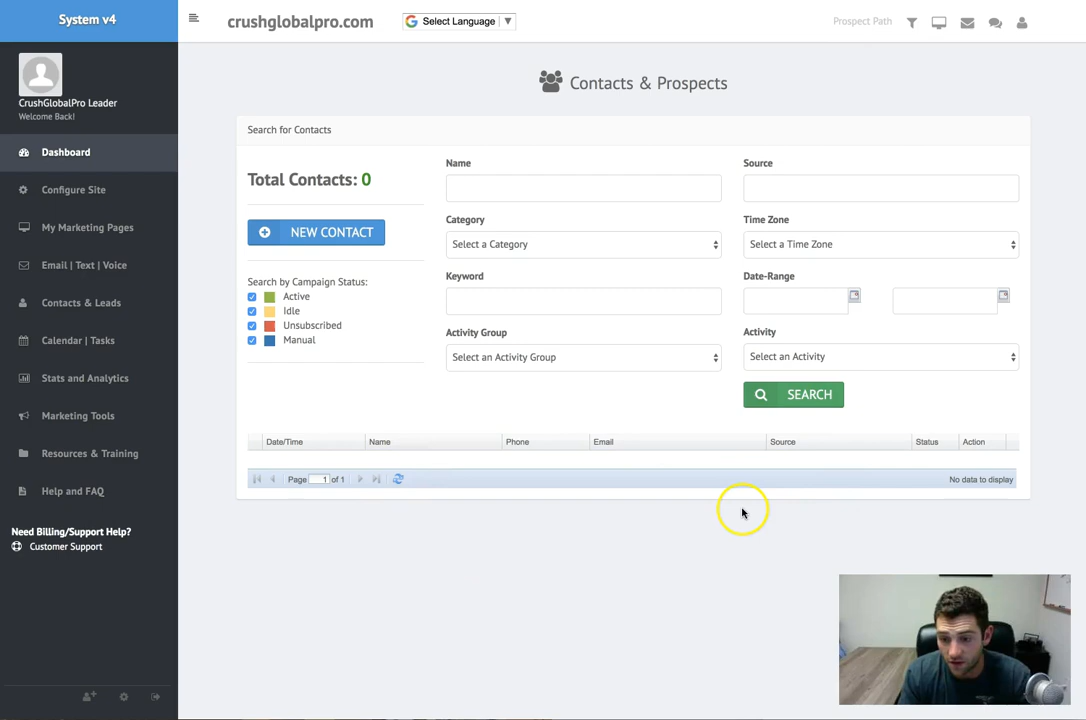 System v4
crushglobalpro.com
Select Language ▼
Prospect Path
CrushGlobalPro Leader
Welcome Back!
Dashboard
Configure Site
My Marketing Pages
Email | Text | Voice
Contacts & Leads
Calendar | Tasks
Stats and Analytics
Marketing Tools
Resources & Training
Help and FAQ
Need Billing/Support Help?
Customer Support
Contacts & Prospects
Search for Contacts
Total Contacts: 0
NEW CONTACT
Search by Campaign Status:
Active
Idle
Unsubscribed
Manual
Name
Source
Category
Time Zone
Select a Category
Select a Time Zone
Keyword
Date-Range
Activity Group
Activity
Select an Activity Group
Select an Activity
SEARCH
Date/Time Name Phone Email Source Status Action
Page 1 of 1
No data to display